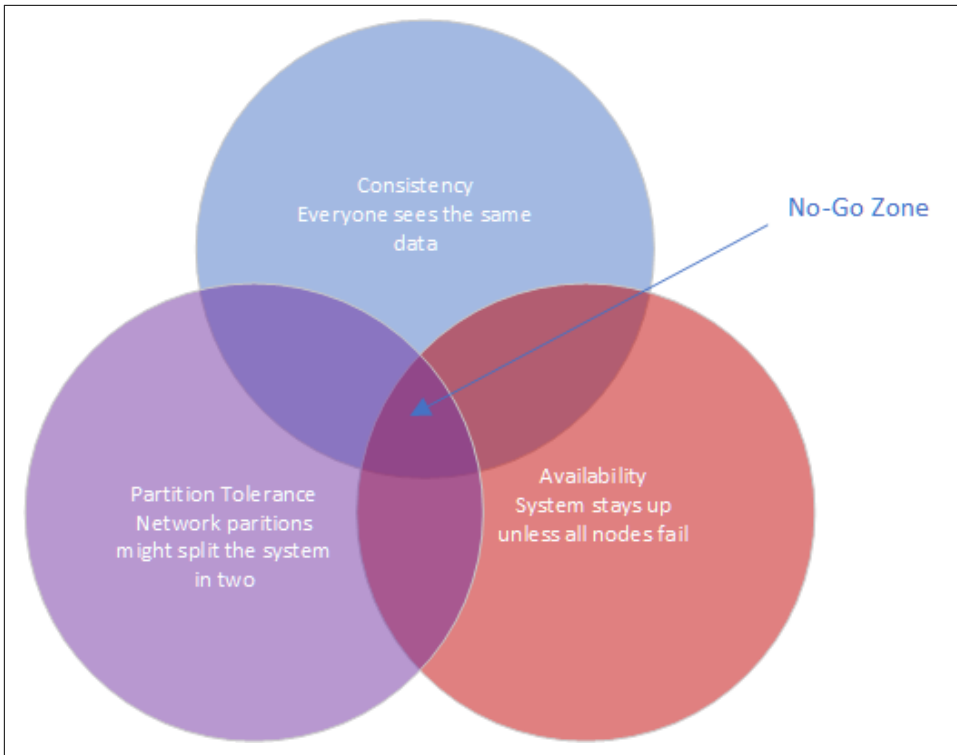 Consistency
Everyone sees the same
data
No-Go Zone
Partition Tolerance
Network paritions
might split the system
in two
Availability
System stays up
unless all nodes fail